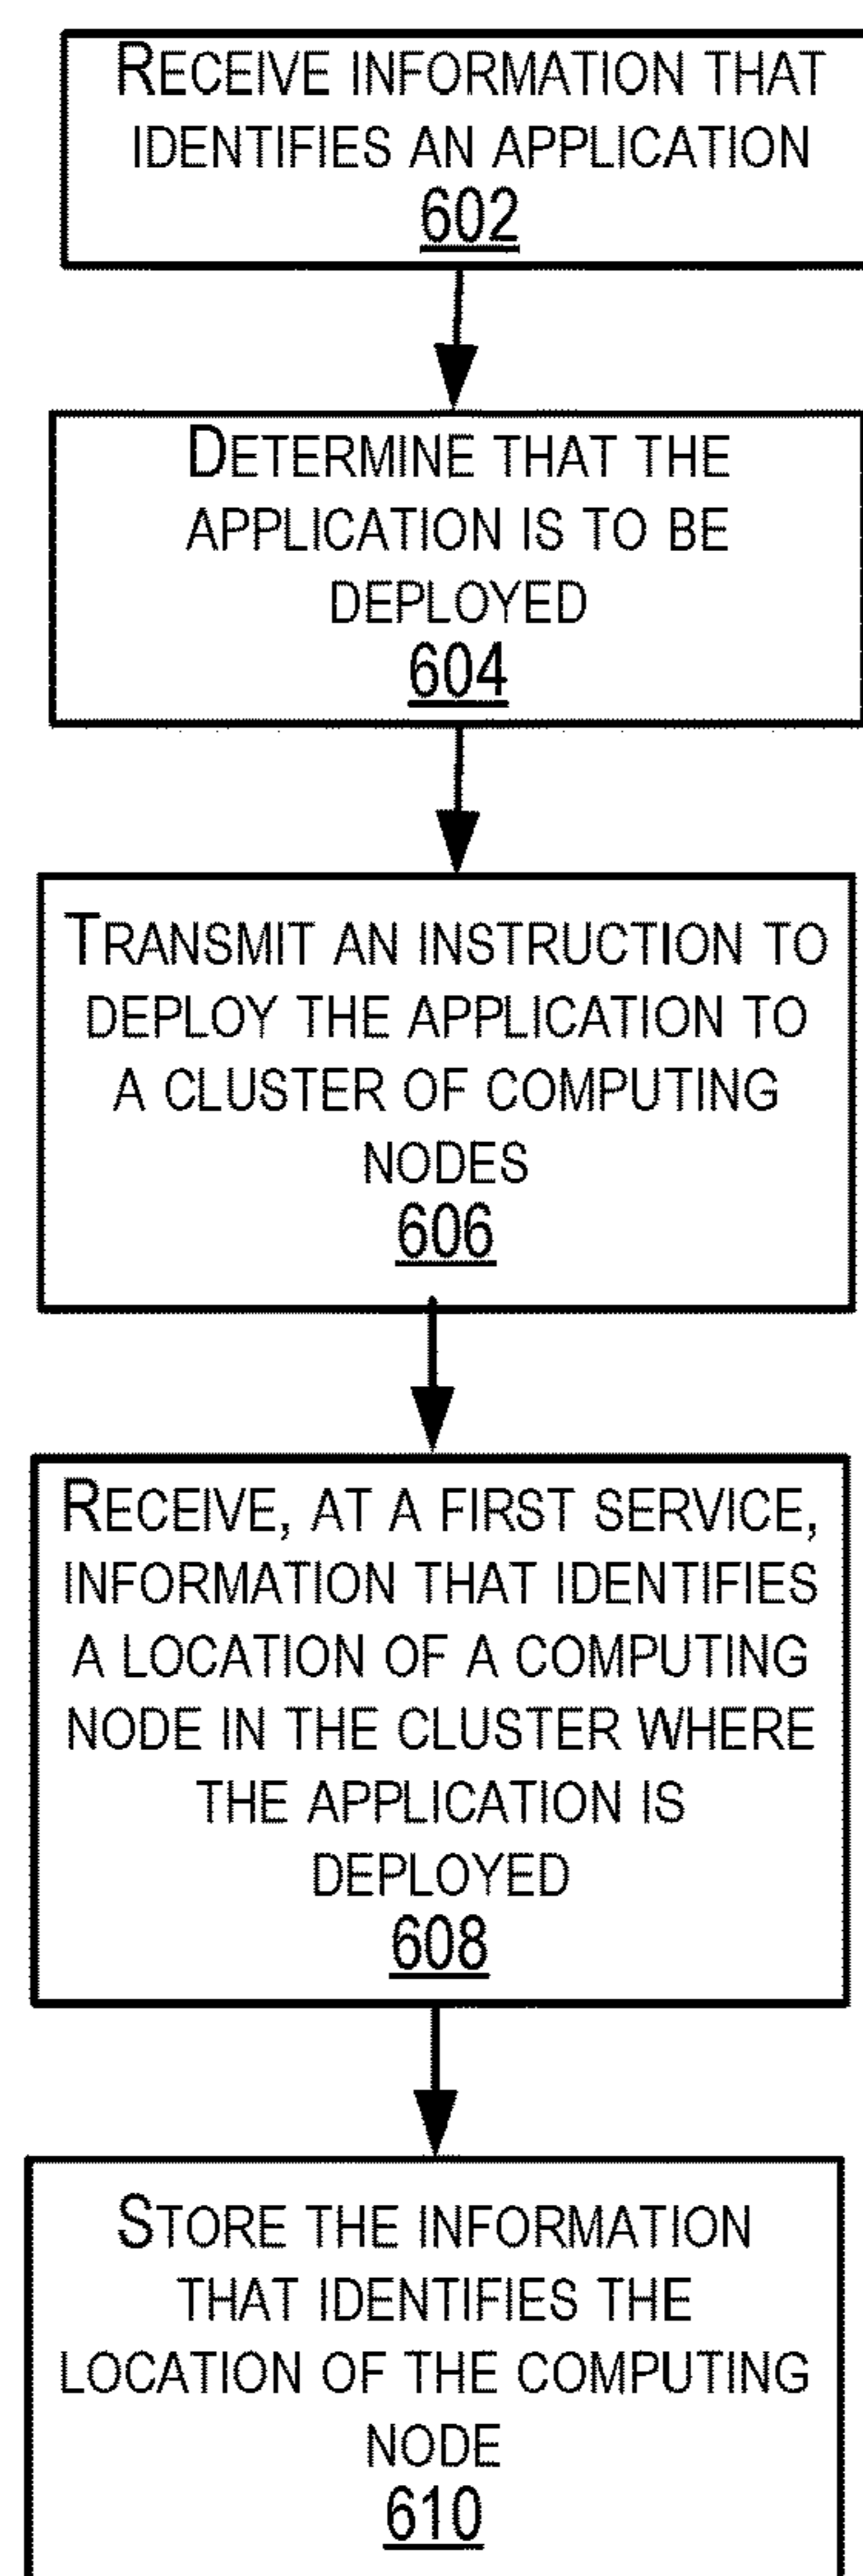 RECEIVE INFORMATION THAT
IDENTIFIES AN APPLICATION
602
DETERMINE THAT THE
APPLICATION IS TO BE
DEPLOYED
604
TRANSMIT AN INSTRUCTION TO
DEPLOY THE APPLICATION TO
A CLUSTER OF COMPUTING
NODES
606
RECEIVE, AT A FIRST SERVICE,
INFORMATION THAT IDENTIFIES
A LOCATION OF A COMPUTING
NODE IN THE CLUSTER WHERE
THE APPLICATION IS
DEPLOYED
608
STORE THE INFORMATION
THAT IDENTIFIES THE
LOCATION OF THE COMPUTING
NODE
610